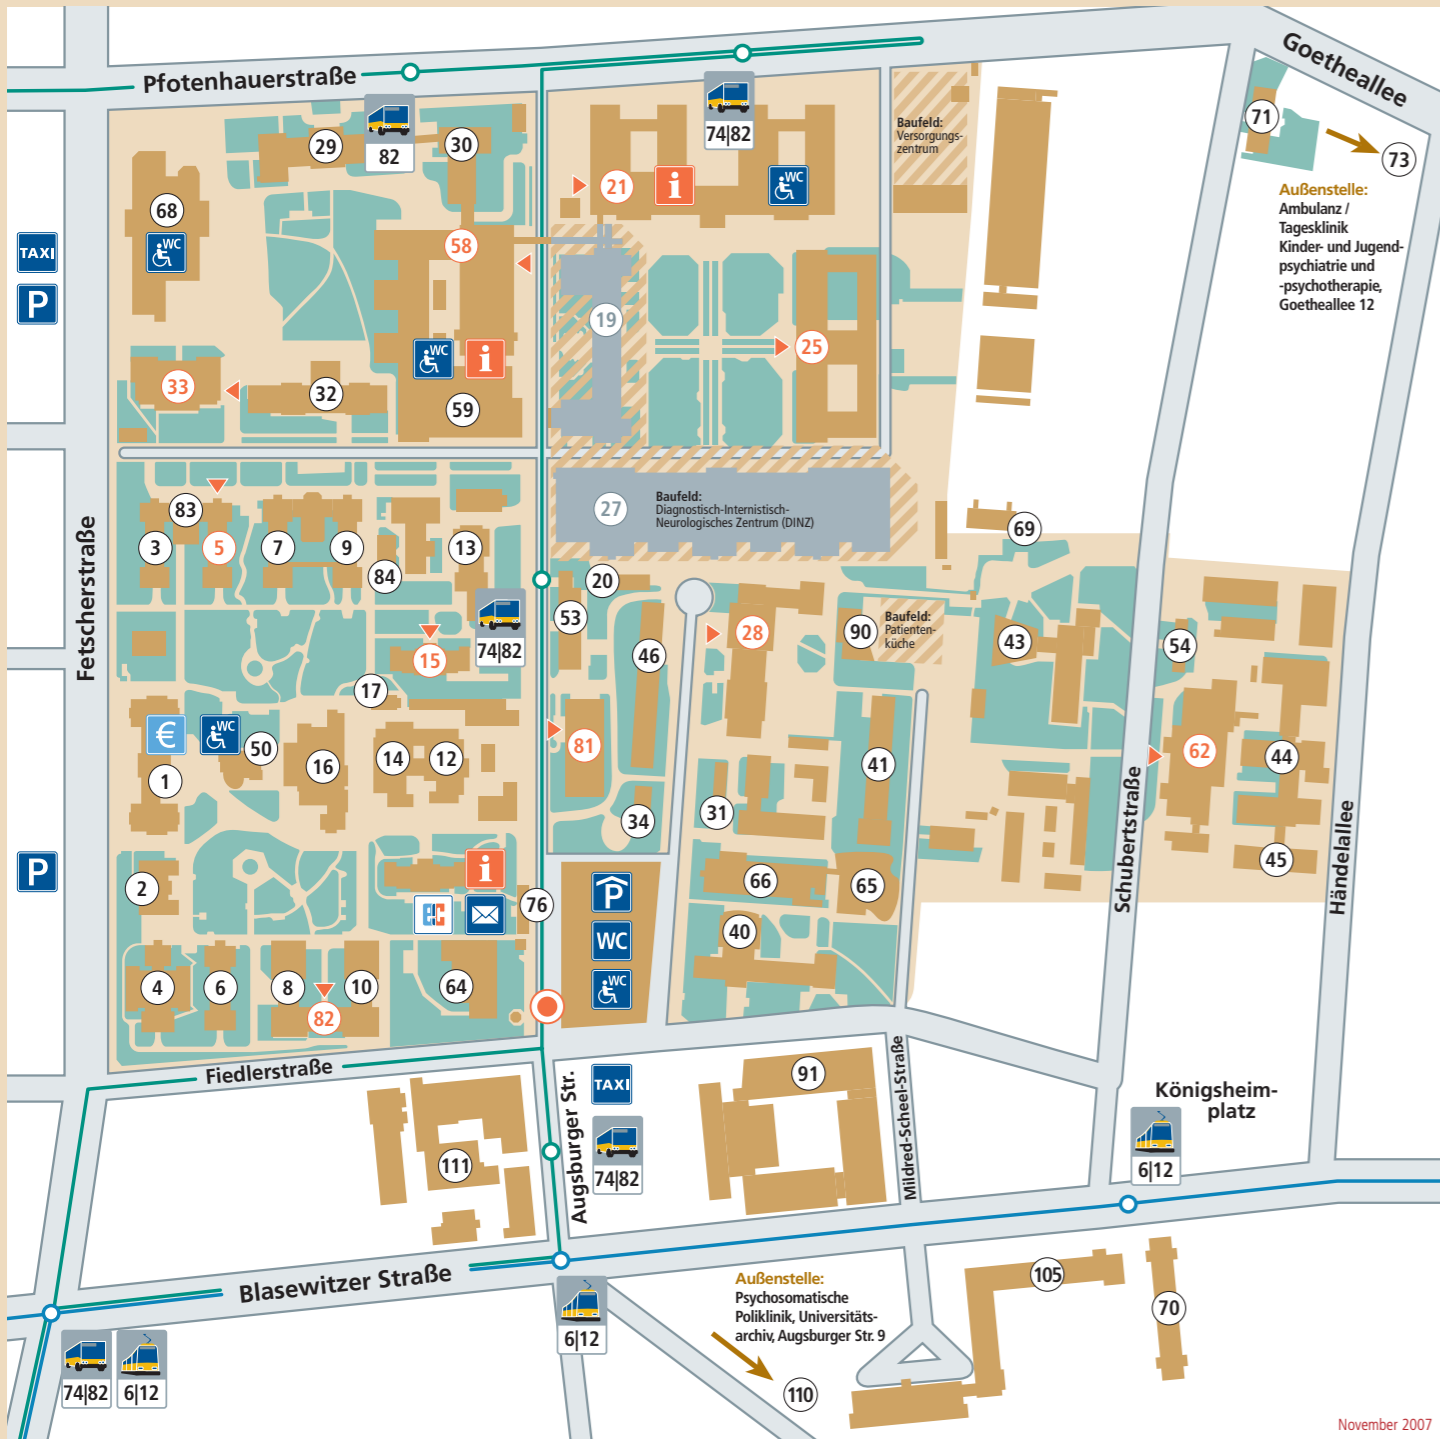 Pfotenhauerstraße
Goetheallee
71
73
Außenstelle:
Ambulanz /
Tagesklinik
Kinder- und Jugend-
psychiatrie und
-psychotherapie,
Goetheallee 12
29
82
30
74|82
Baufeld:
Versorgungs-
zentrum
68
WC
21
i
WC
TAXI
P
58
19
25
WC
i
33
32
59
27
Baufeld:
Diagnostisch-Internistisch-
Neurologisches Zentrum (DINZ)
Fetscherstraße
83
3
5
7
9
84
13
69
20
53
74|82
15
17
46
28
90
Baufeld:
Patienten-
küche
43
54
€
WC
50
1
16
14
12
81
41
62
44
34
31
45
Schubertstraße
Händelallee
P
2
i
EC
76
P
WC
WC
66
65
40
4
6
8
10
82
64
Fiedlerstraße
TAXI
Augsburger Str.
74|82
91
Mildred-Scheel-Straße
Königsheim-
platz
6|12
111
Blasewitzer Straße
74|82
6|12
6|12
Außenstelle:
Psychosomatische
Poliklinik, Universitäts-
archiv, Augsburger Str. 9
110
105
70
November 2007